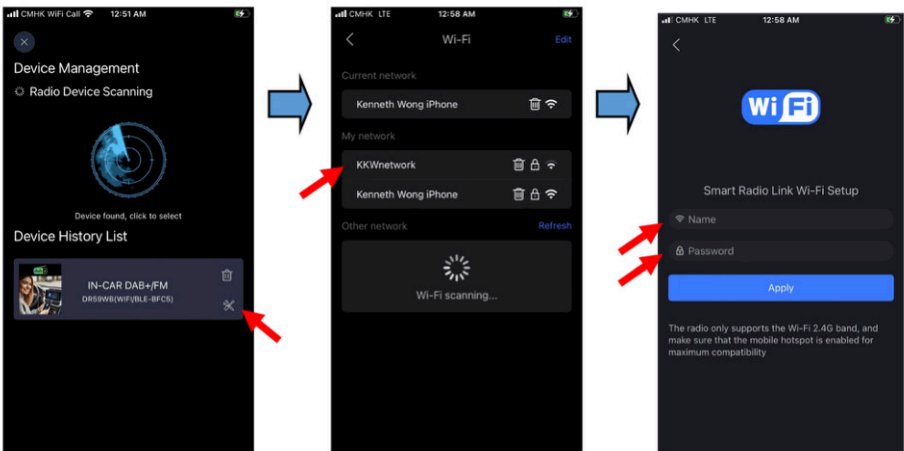 CMHK WiFi Call 12:51 AM
Device Management
Radio Device Scanning
Device found, click to select
Device History List
IN-CAR DAB+/FM
DR59WB(WIFI/BLE-BFC5)
CMHK LTE 12:58 AM
Wi-Fi Edit
Current network
Kenneth Wong iPhone
My network
KKWnetwork
Kenneth Wong iPhone
Other network Refresh
Wi-Fi scanning...
CMHK LTE 12:58 AM
Wi Fi
Smart Radio Link Wi-Fi Setup
Name
Password
Apply
The radio only supports the Wi-Fi 2.4G band, and
make sure that the mobile hotspot is enabled for
maximum compatibility